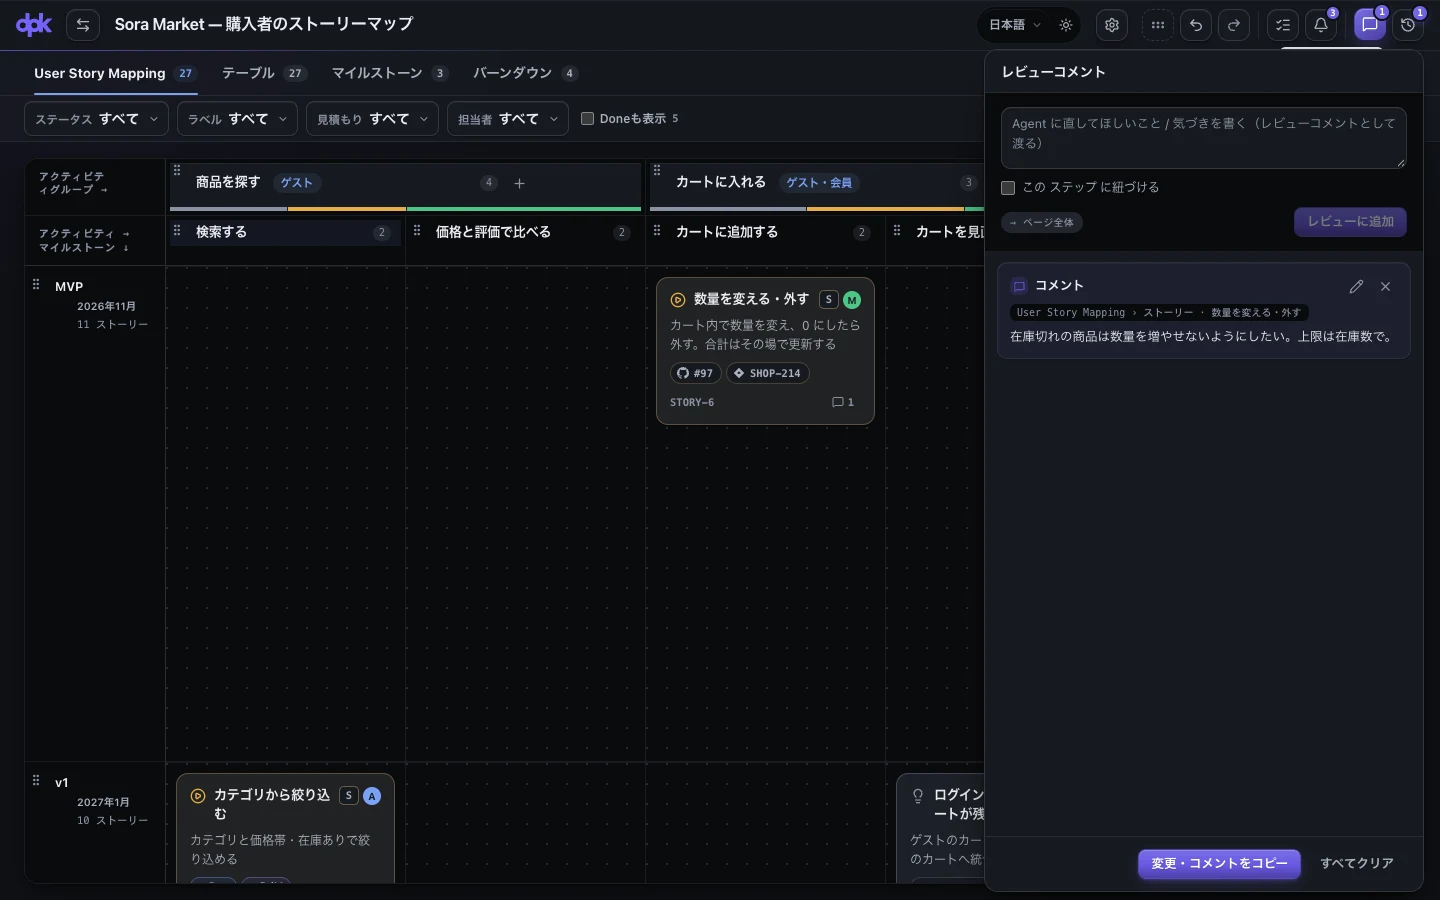 dpk
Sora Market — 購入者のストーリーマップ
日本語
3
1
1
User Story Mapping 27
テーブル 27
マイルストーン 3
バーンダウン 4
ステータス すべて
ラベル すべて
見積もり すべて
担当者 すべて
Doneも表示 5
アクティビテ
ィグループ →
商品を探す ゲスト 4 +
カートに入れる ゲスト・会員 3
アクティビティ →
マイルストーン ↓
検索する 2
価格と評価で比べる 2
カートに追加する 2
カートを見
MVP
2026年11月
11 ストーリー
数量を変える・外す S M
カート内で数量を変え、0 にしたら
外す。合計はその場で更新する
#97 SHOP-214
STORY-6 1
v1
2027年1月
10 ストーリー
カテゴリから絞り込 S A
む
カテゴリと価格帯・在庫ありで絞
り込める
ログイン
ートが残
ゲストのカー
のカートへ統
レビューコメント
Agent に直してほしいこと / 気づきを書く（レビューコメントとして
渡る）
この ステップ に紐づける
→ ページ全体
レビューに追加
コメント
User Story Mapping › ストーリー · 数量を変える・外す
在庫切れの商品は数量を増やせないようにしたい。上限は在庫数で。
変更・コメントをコピー
すべてクリア